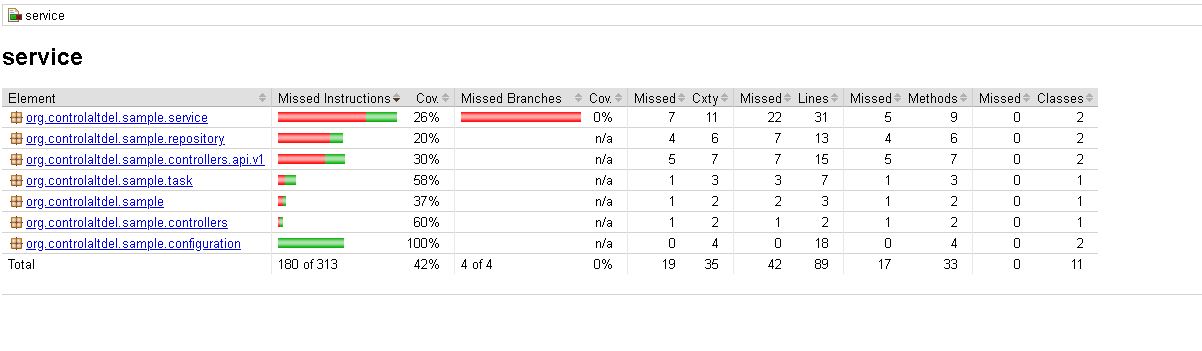 service
service
Element Missed Instructions Cov. Missed Branches Cov. Missed Cxty Missed Lines Missed Methods Missed Classes
org.controlaltdel.sample.service 26% 0% 7 11 22 31 5 9 0 2
org.controlaltdel.sample.repository 20% n/a 4 6 7 13 4 6 0 2
org.controlaltdel.sample.controllers.api.v1 30% n/a 5 7 7 15 5 7 0 2
org.controlaltdel.sample.task 58% n/a 1 3 3 7 1 3 0 1
org.controlaltdel.sample 37% n/a 1 2 2 3 1 2 0 1
org.controlaltdel.sample.controllers 60% n/a 1 2 1 2 1 2 0 1
org.controlaltdel.sample.configuration 100% n/a 0 4 0 18 0 4 0 2
Total 180 of 313 42% 4 of 4 0% 19 35 42 89 17 33 0 11